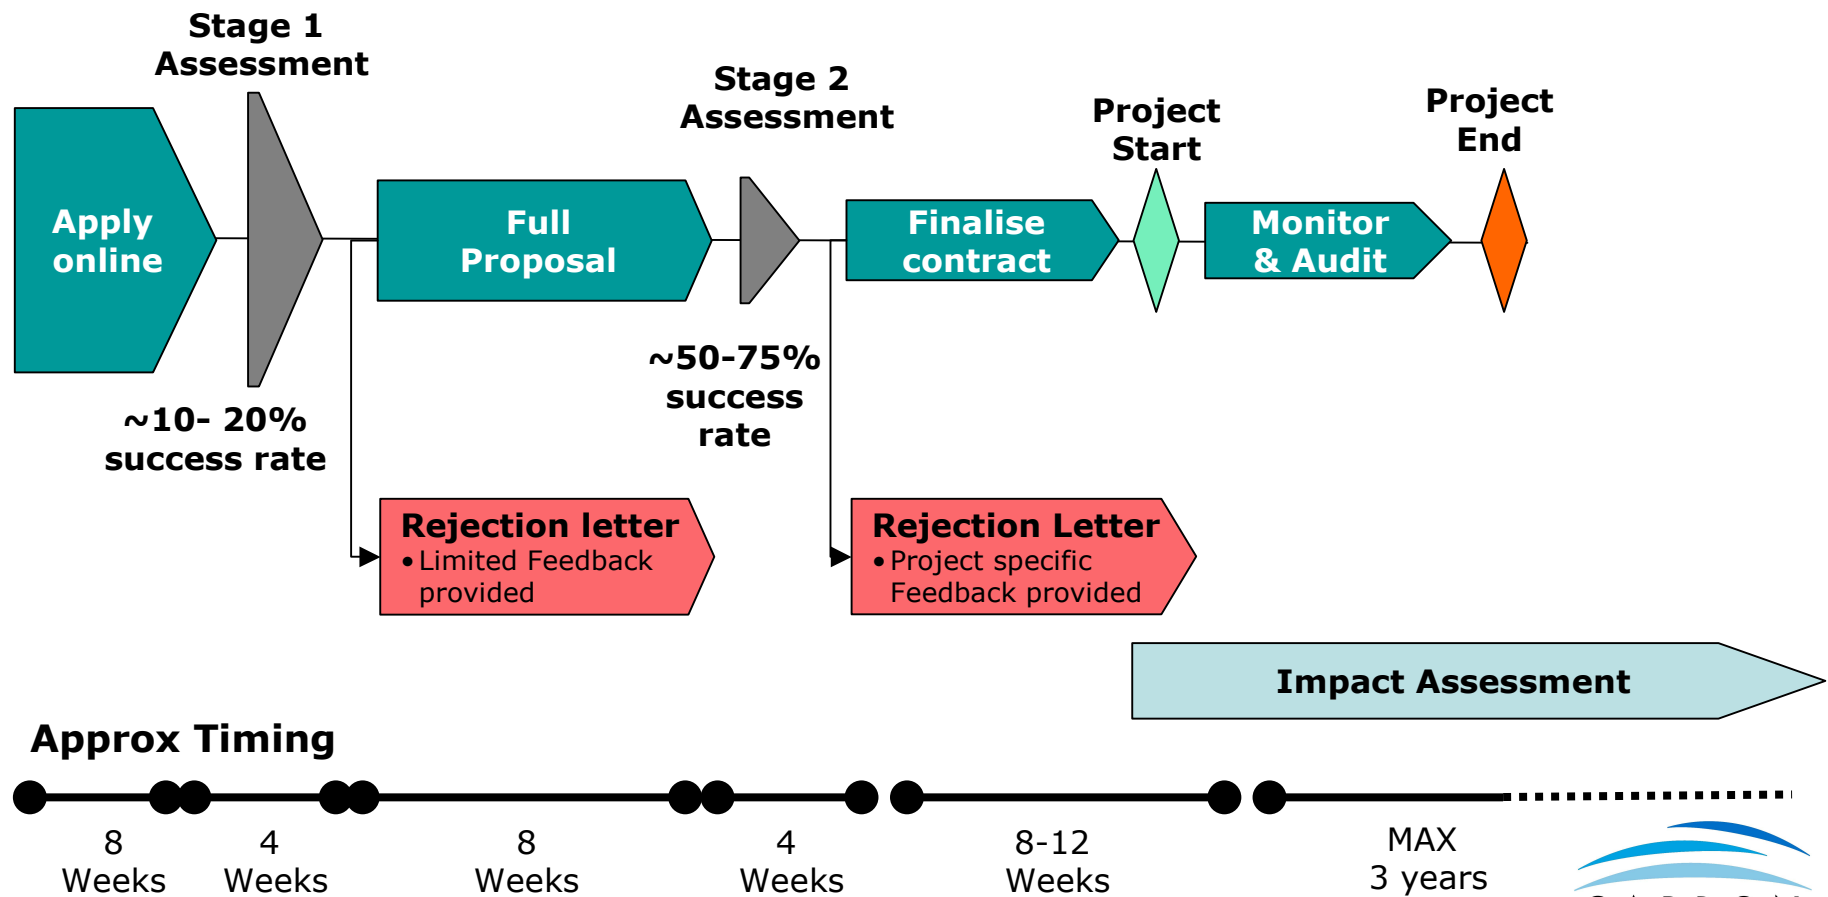 Stage 1
Assessment
Stage 2
Assessment
Project
Start
Project
End
Apply
online
Full
Proposal
Finalise
contract
Monitor
& Audit
~10- 20%
success rate
~50-75%
success
rate
Rejection letter
• Limited Feedback
provided
Rejection Letter
• Project specific
Feedback provided
Impact Assessment
Approx Timing
8
Weeks
4
Weeks
8
Weeks
4
Weeks
8-12
Weeks
MAX
3 years